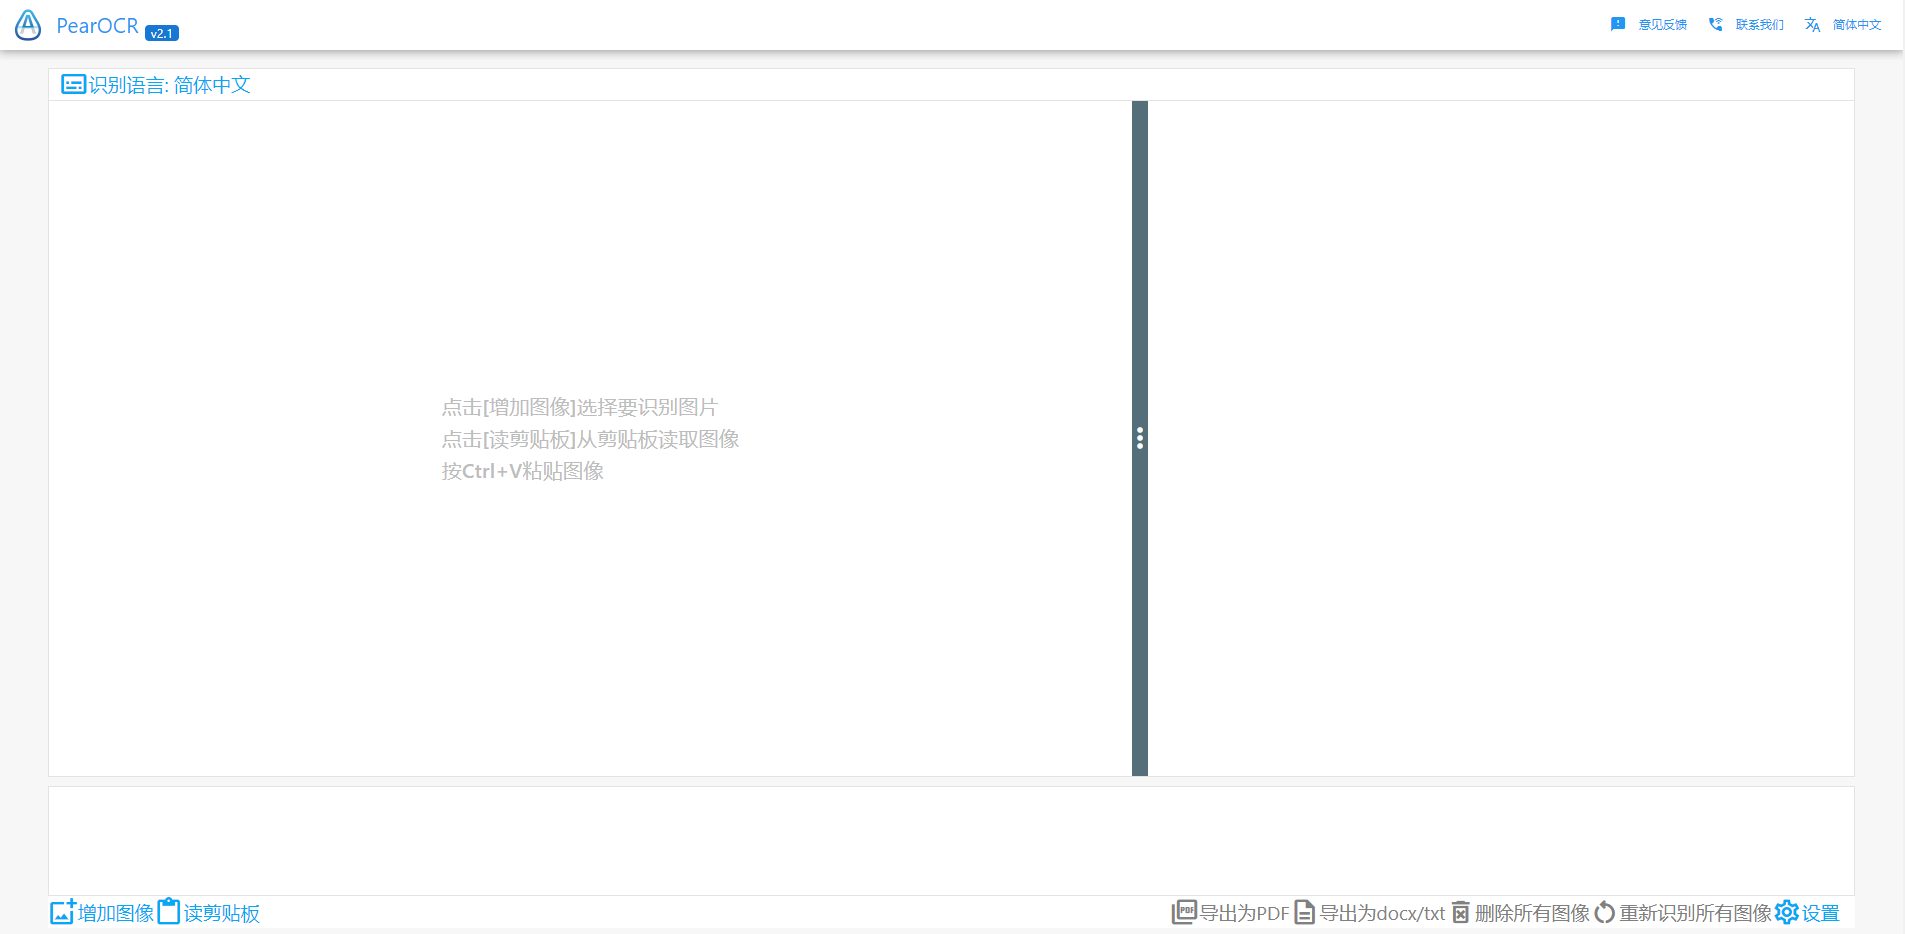 PearOCR v2.1
意见反馈 联系我们 简体中文
识别语言: 简体中文
点击[增加图像]选择要识别图片
点击[读剪贴板]从剪贴板读取图像
按Ctrl+V粘贴图像
增加图像 读剪贴板 PDF 导出为PDF 导出为docx/txt 删除所有图像 重新识别所有图像 设置